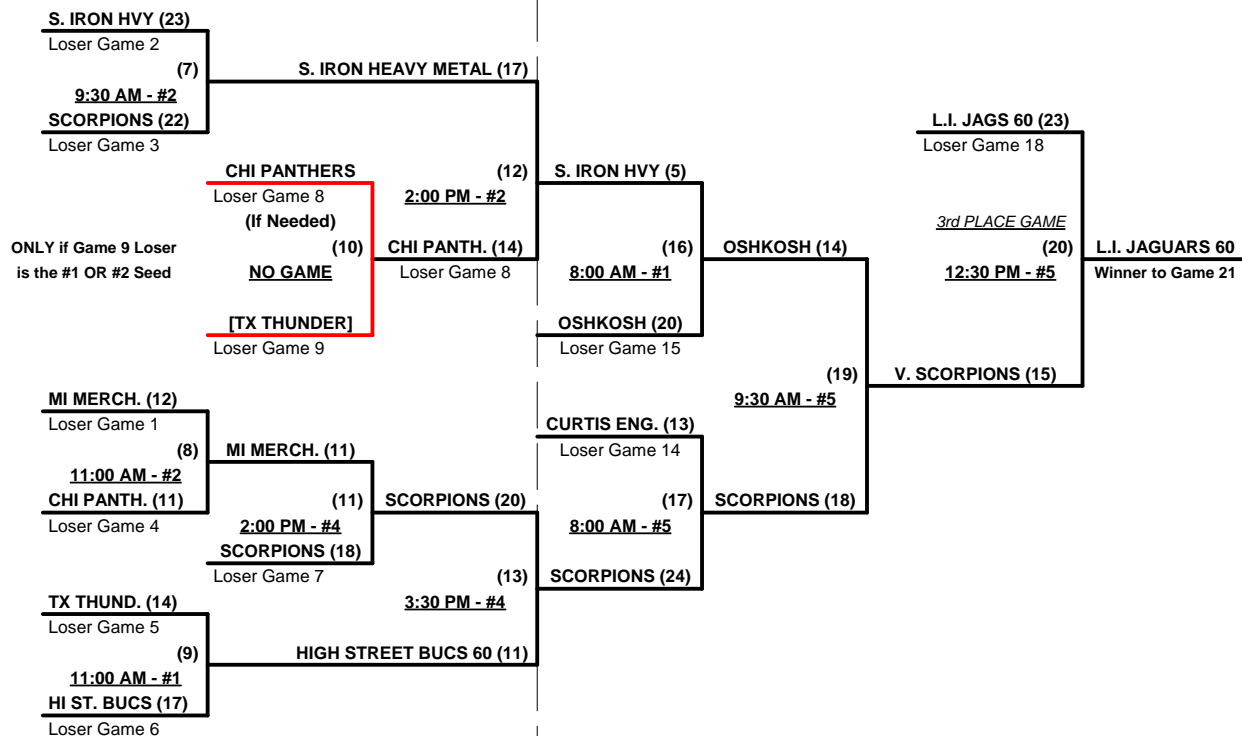 S. IRON HVY (23)
Loser Game 2
(7)
S. IRON HEAVY METAL (17)
9:30 AM - #2
SCORPIONS (22)
Loser Game 3
L.I. JAGS 60 (23)
Loser Game 18
CHI PANTHERS
Loser Game 8
(12)
2:00 PM - #2
S. IRON HVY (5)
(If Needed)
3rd PLACE GAME
ONLY if Game 9 Loser
is the #1 OR #2 Seed
(10)
NO GAME
CHI PANTH. (14)
Loser Game 8
(16)
8:00 AM - #1
OSHKOSH (14)
(20)
12:30 PM - #5
L.I. JAGUARS 60
Winner to Game 21
[TX THUNDER]
Loser Game 9
OSHKOSH (20)
Loser Game 15
(19)
9:30 AM - #5
V. SCORPIONS (15)
MI MERCH. (12)
Loser Game 1
CURTIS ENG. (13)
Loser Game 14
(8)
11:00 AM - #2
MI MERCH. (11)
CHI PANTH. (11)
Loser Game 4
(11)
2:00 PM - #4
SCORPIONS (20)
(17)
8:00 AM - #5
SCORPIONS (18)
SCORPIONS (18)
Loser Game 7
(13)
3:30 PM - #4
SCORPIONS (24)
TX THUND. (14)
Loser Game 5
(9)
11:00 AM - #1
HIGH STREET BUCS 60 (11)
HI ST. BUCS (17)
Loser Game 6